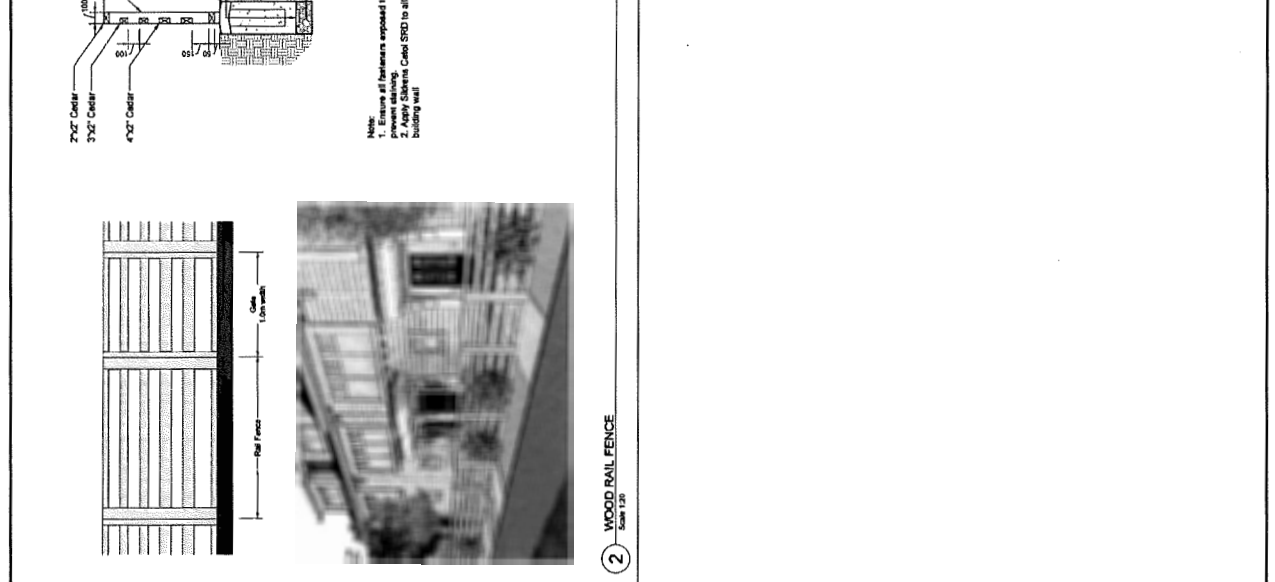 2"x2" Cedar
3"x2" Cedar
4"x2" Cedar
100
100
150
50
Note:
1. Ensure all fasteners exposed t
prevent staining.
2. Apply Sikkens Cetol SRD to all
building wall
Gate
1.0m width
Rail Fence
2
WOOD RAIL FENCE
Scale 1:20